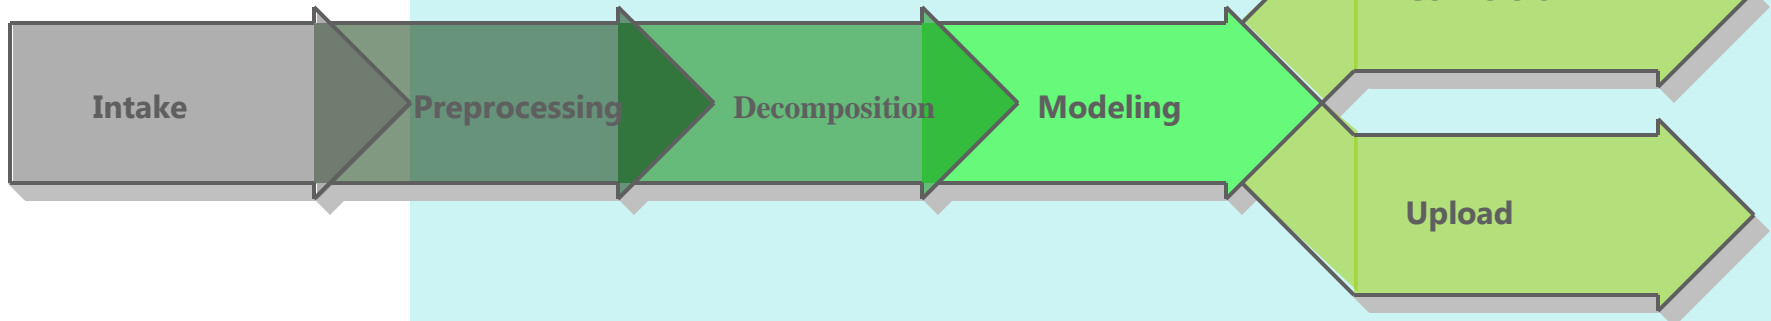 Intake
Preprocessing
Decomposition
Modeling
Upload